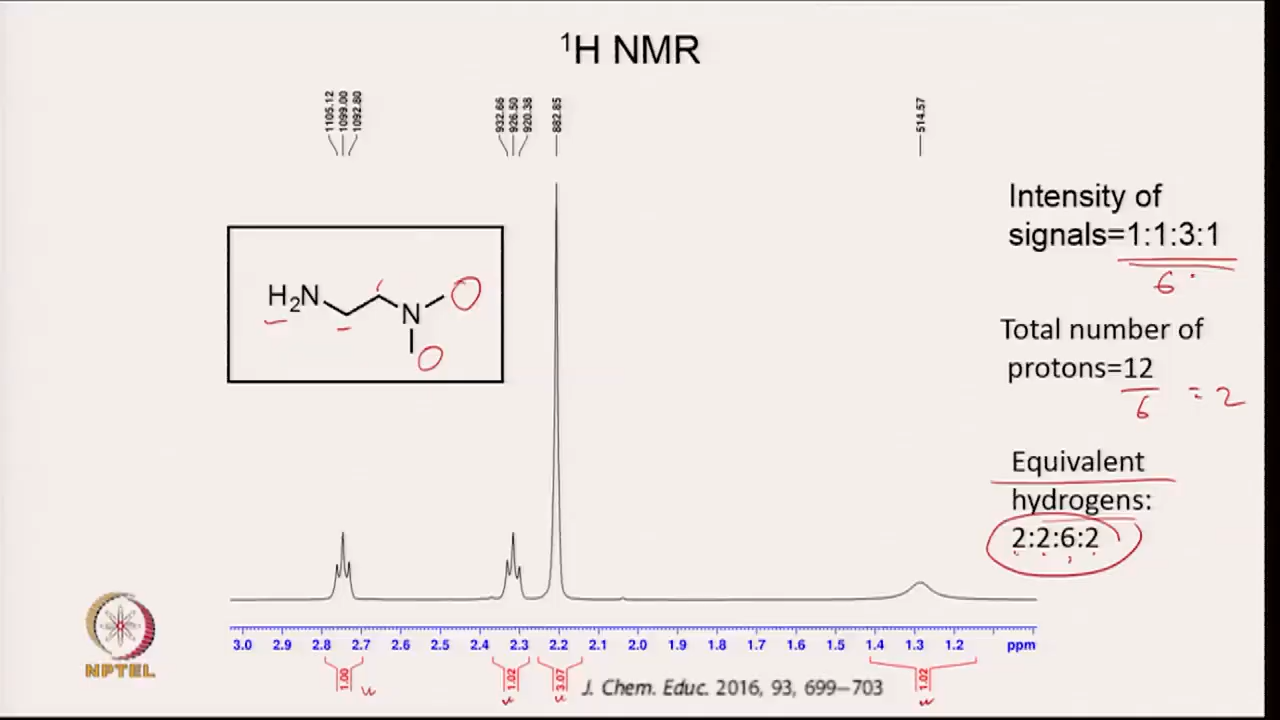 ¹H NMR
1105.12
1099.00
1092.80
932.66
926.50
920.38
882.85
514.57
H₂N
N
Intensity of
signals=1:1:3:1
6
Total number of
protons=12
6 = 2
Equivalent
hydrogens:
2:2:6:2
3.0 2.9 2.8 2.7 2.6 2.5 2.4 2.3 2.2 2.1 2.0 1.9 1.8 1.7 1.6 1.5 1.4 1.3 1.2 ppm
1.00
1.02
3.07
1.02
J. Chem. Educ. 2016, 93, 699–703
NPTEL